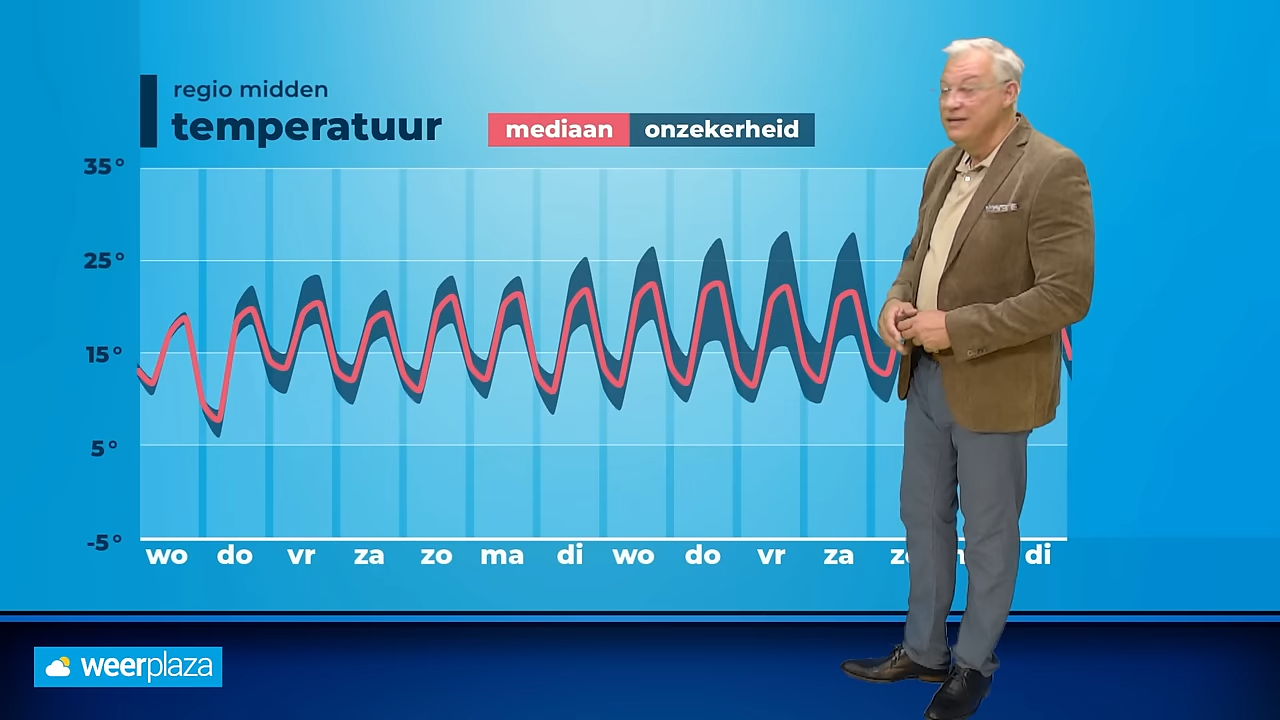 regio midden
temperatuur
mediaan onzekerheid
35°
25°
15°
5°
-5°
wo do vr za zo ma di wo do vr za di
weerplaza